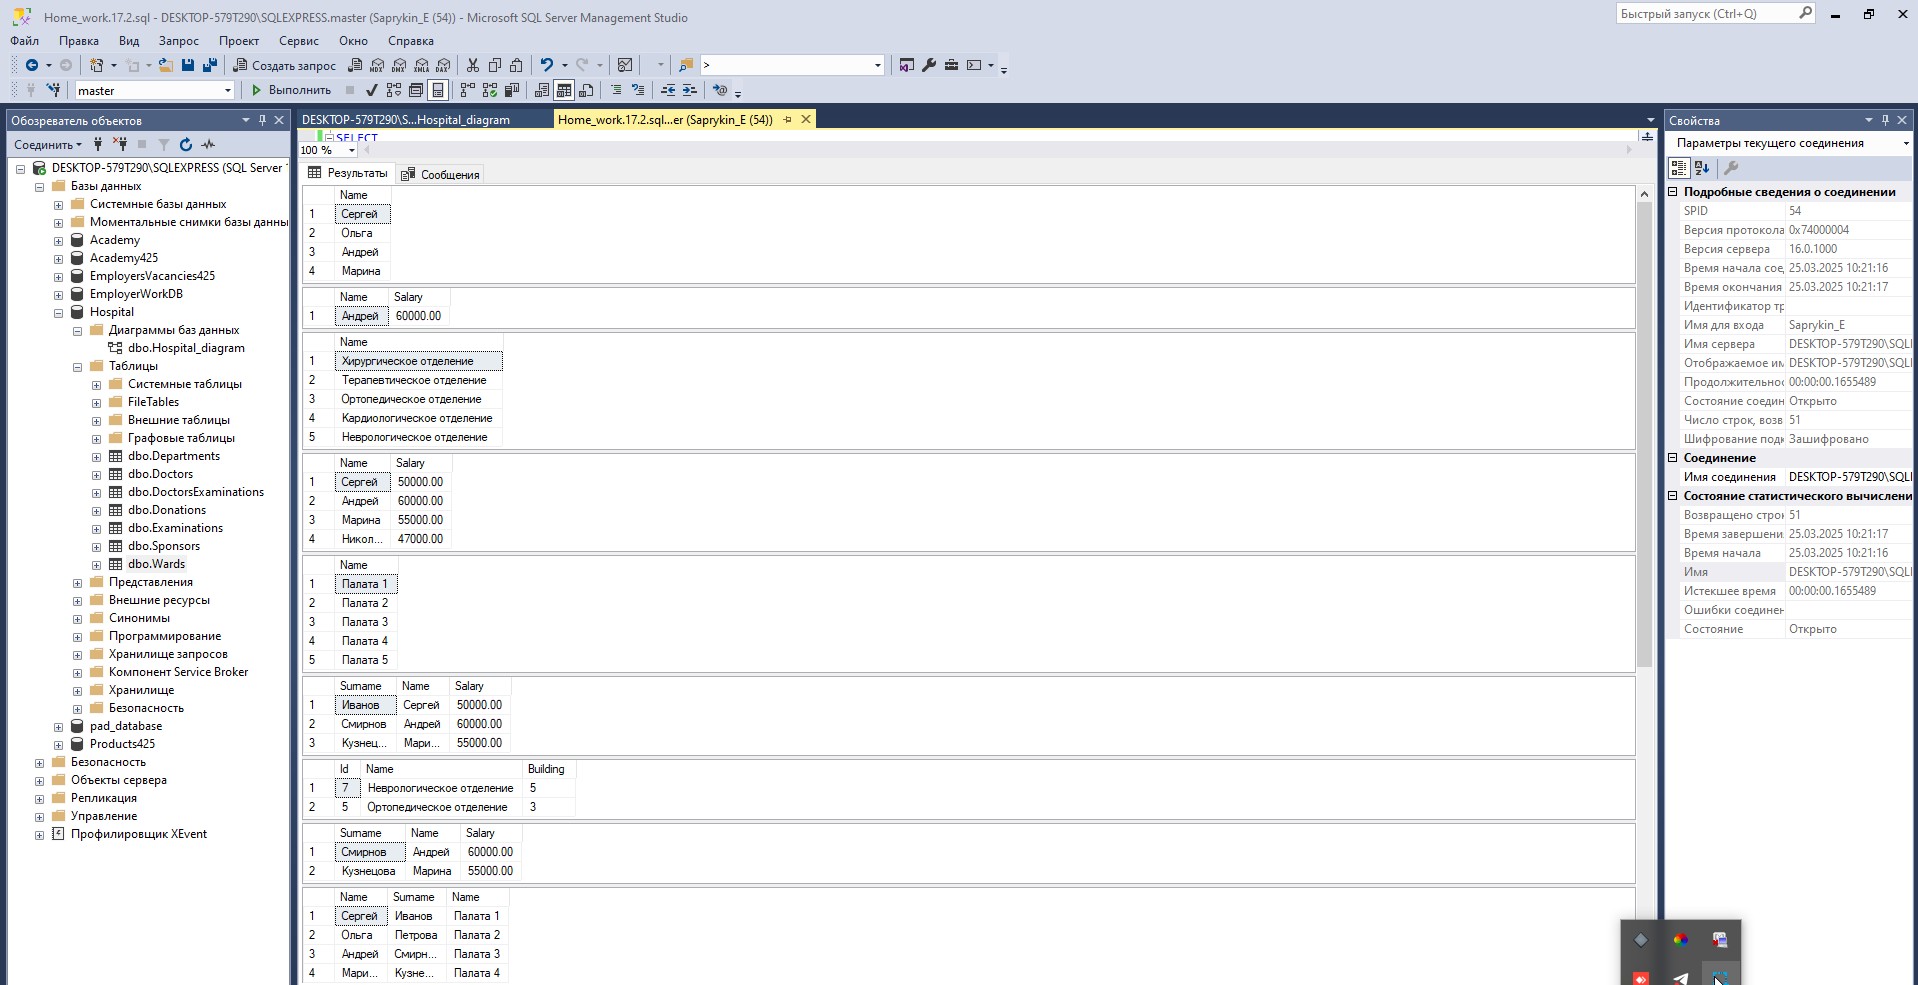 Home_work.17.2.sql - DESKTOP-579T290\SQLEXPRESS.master (Saprykin_E (54)) - Microsoft SQL Server Management Studio
Быстрый запуск (Ctrl+Q)
Файл Правка Вид Запрос Проект Сервис Окно Справка
Создать запрос MDX DMX XMLA DAX >
master Выполнить
Обозреватель объектов
Соединить
DESKTOP-579T290\SQLEXPRESS (SQL Server
Базы данных
Системные базы данных
Моментальные снимки базы данны
Academy
Academy425
EmployersVacancies425
EmployerWorkDB
Hospital
Диаграммы баз данных
dbo.Hospital_diagram
Таблицы
Системные таблицы
FileTables
Внешние таблицы
Графовые таблицы
dbo.Departments
dbo.Doctors
dbo.DoctorsExaminations
dbo.Donations
dbo.Examinations
dbo.Sponsors
dbo.Wards
Представления
Внешние ресурсы
Синонимы
Программирование
Хранилище запросов
Компонент Service Broker
Хранилище
Безопасность
pad_database
Products425
Безопасность
Объекты сервера
Репликация
Управление
Профилировщик XEvent
DESKTOP-579T290\S...Hospital_diagram Home_work.17.2.sql...er (Saprykin_E (54))
SELECT
100 %
Результаты Сообщения
Name
1 Сергей
2 Ольга
3 Андрей
4 Марина
Name Salary
1 Андрей 60000.00
Name
1 Хирургическое отделение
2 Терапевтическое отделение
3 Ортопедическое отделение
4 Кардиологическое отделение
5 Неврологическое отделение
Name Salary
1 Сергей 50000.00
2 Андрей 60000.00
3 Марина 55000.00
4 Никол... 47000.00
Name
1 Палата 1
2 Палата 2
3 Палата 3
4 Палата 4
5 Палата 5
Surname Name Salary
1 Иванов Сергей 50000.00
2 Смирнов Андрей 60000.00
3 Кузнец... Мари... 55000.00
Id Name Building
1 7 Неврологическое отделение 5
2 5 Ортопедическое отделение 3
Surname Name Salary
1 Смирнов Андрей 60000.00
2 Кузнецова Марина 55000.00
Name Surname Name
1 Сергей Иванов Палата 1
2 Ольга Петрова Палата 2
3 Андрей Смирн... Палата 3
4 Мари... Кузне... Палата 4
Свойства
Параметры текущего соединения
Подробные сведения о соединении
SPID 54
Версия протокола 0x74000004
Версия сервера 16.0.1000
Время начала сое, 25.03.2025 10:21:16
Время окончания 25.03.2025 10:21:17
Идентификатор тр
Имя для входа Saprykin_E
Имя сервера DESKTOP-579T290\SQLI
Отображаемое им DESKTOP-579T290\SQLI
Продолжительнос 00:00:00.1655489
Состояние соедин Открыто
Число строк, возв 51
Шифрование подк Зашифровано
Соединение
Имя соединения DESKTOP-579T290\SQLI
Состояние статистического вычислени
Возвращено строк 51
Время завершени. 25.03.2025 10:21:17
Время начала 25.03.2025 10:21:16
Имя DESKTOP-579T290\SQLI
Истекшее время 00:00:00.1655489
Ошибки соединен
Состояние Открыто